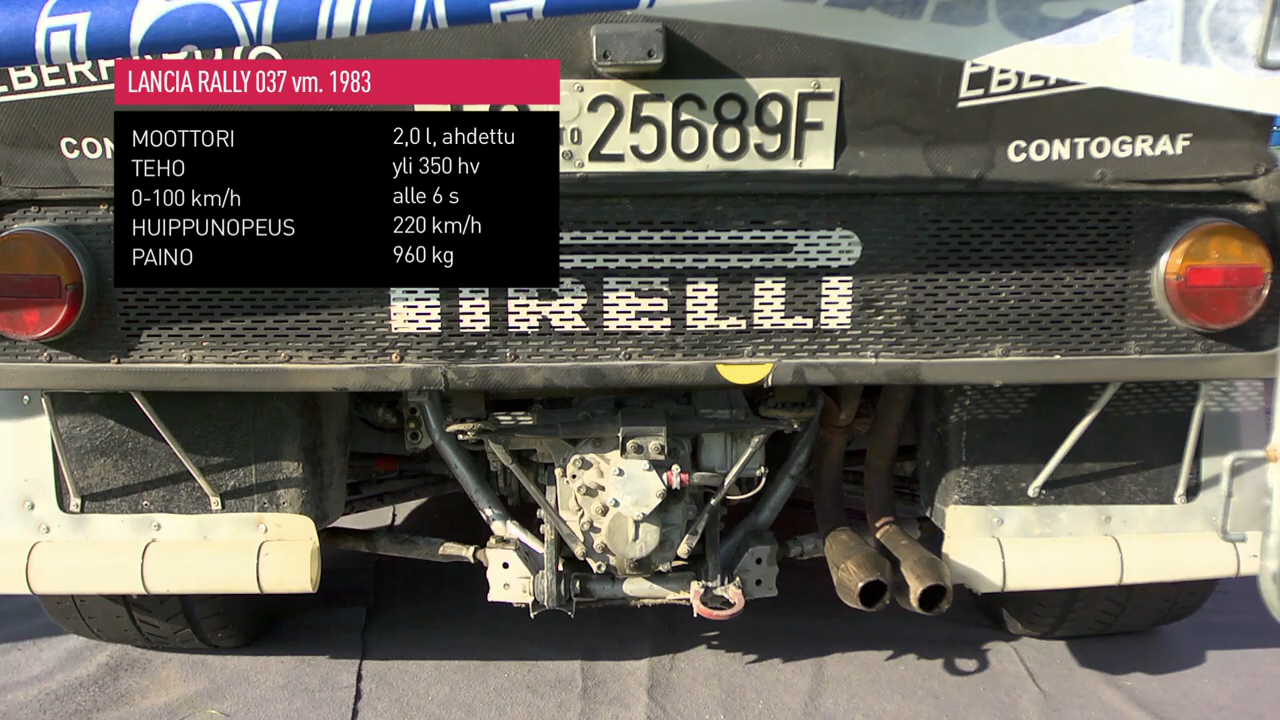 LANCIA RALLY 037 vm. 1983
MOOTTORI 2,0 l, ahdettu
TEHO yli 350 hv
0-100 km/h alle 6 s
HUIPPUNOPEUS 220 km/h
PAINO 960 kg
TO 25689F
CONTOGRAF
PIRELLI